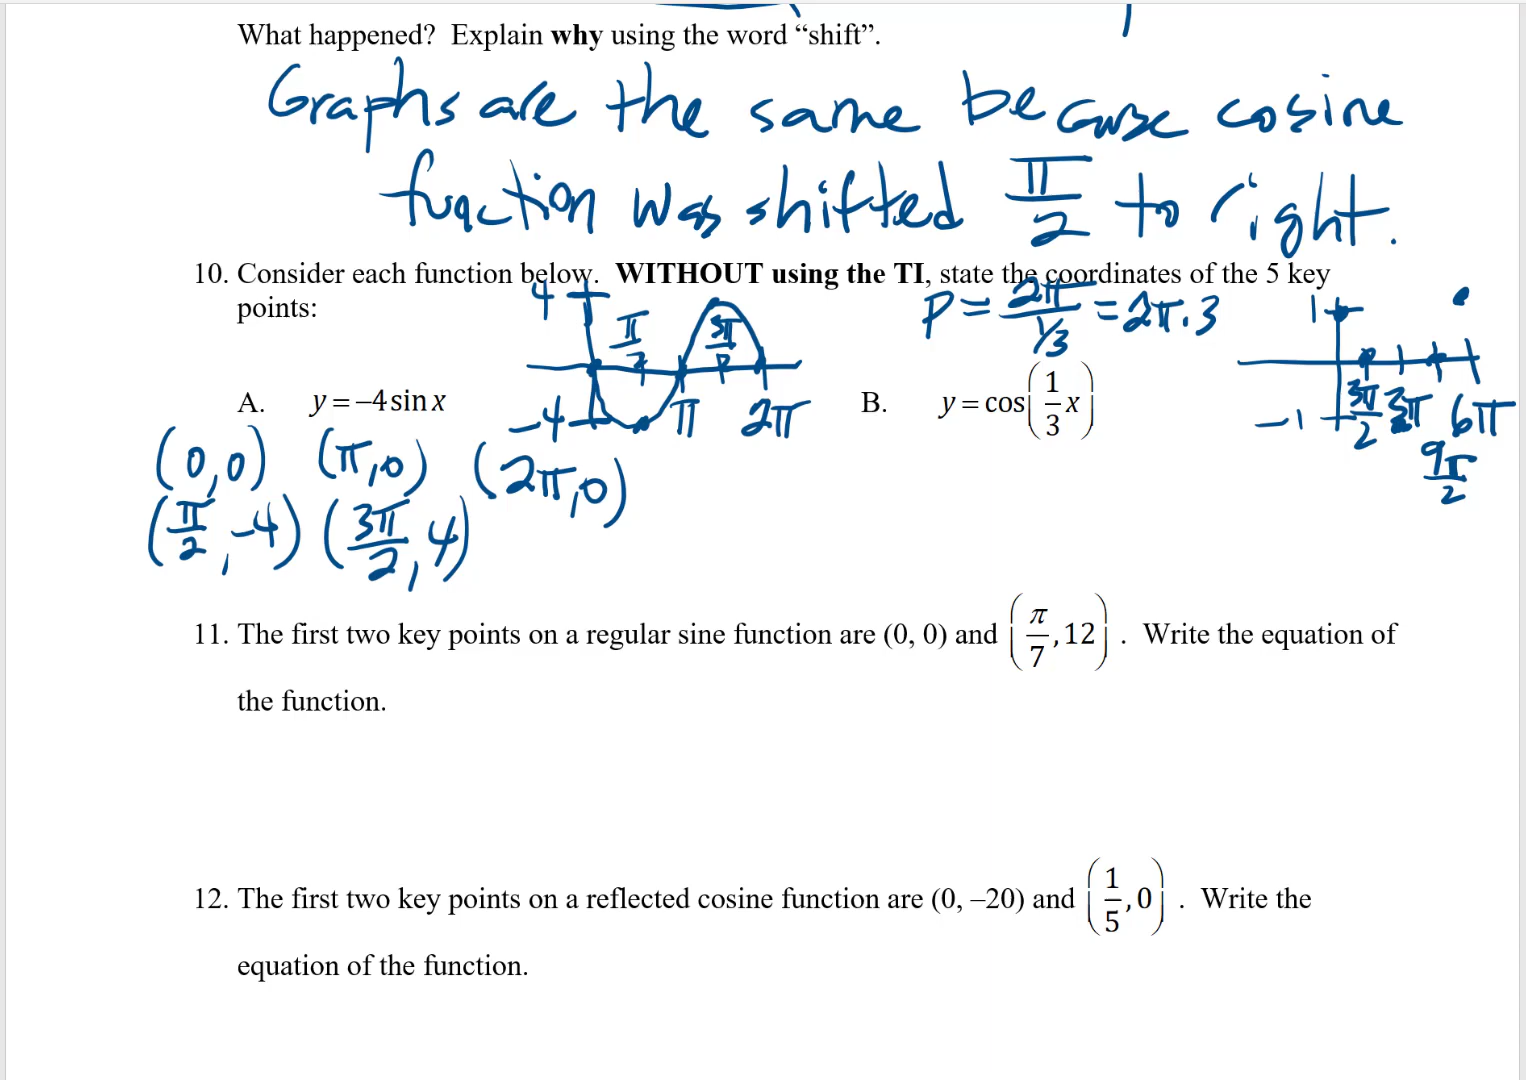 What happened? Explain why using the word “shift”.
Graphs are the same because cosine
function was shifted π/2 to right.
10. Consider each function below. WITHOUT using the TI, state the coordinates of the 5 key
points:
4 π/2 3π/2
-4 π 2π
P = 2π/(1/3) = 2π·3
1
-1 3π/2 3π 6π
9π/2
A. y=−4sinx
B. y=cos(1/3 x)
(0,0) (π,0) (2π,0)
(π/2,-4) (3π/2,4)
11. The first two key points on a regular sine function are (0, 0) and (π/7,12). Write the equation of
the function.
12. The first two key points on a reflected cosine function are (0, –20) and (1/5,0). Write the
equation of the function.